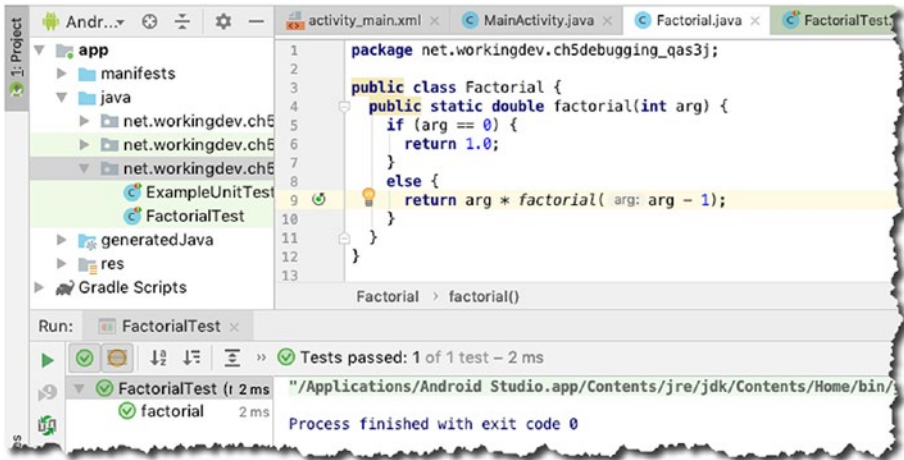 1: Project
Andr...
activity_main.xml
MainActivity.java
Factorial.java
FactorialTest.
app
manifests
java
net.workingdev.ch5
net.workingdev.ch5
net.workingdev.ch5
ExampleUnitTest
FactorialTest
generatedJava
res
Gradle Scripts
1 package net.workingdev.ch5debugging_qas3j;
2
3 public class Factorial {
4 public static double factorial(int arg) {
5 if (arg == 0) {
6 return 1.0;
7 }
8 else {
9 return arg * factorial( arg: arg - 1);
10 }
11 }
12 }
13
Factorial > factorial()
Run: FactorialTest
» Tests passed: 1 of 1 test – 2 ms
FactorialTest (r 2 ms
factorial 2 ms
"/Applications/Android Studio.app/Contents/jre/jdk/Contents/Home/bin/
Process finished with exit code 0